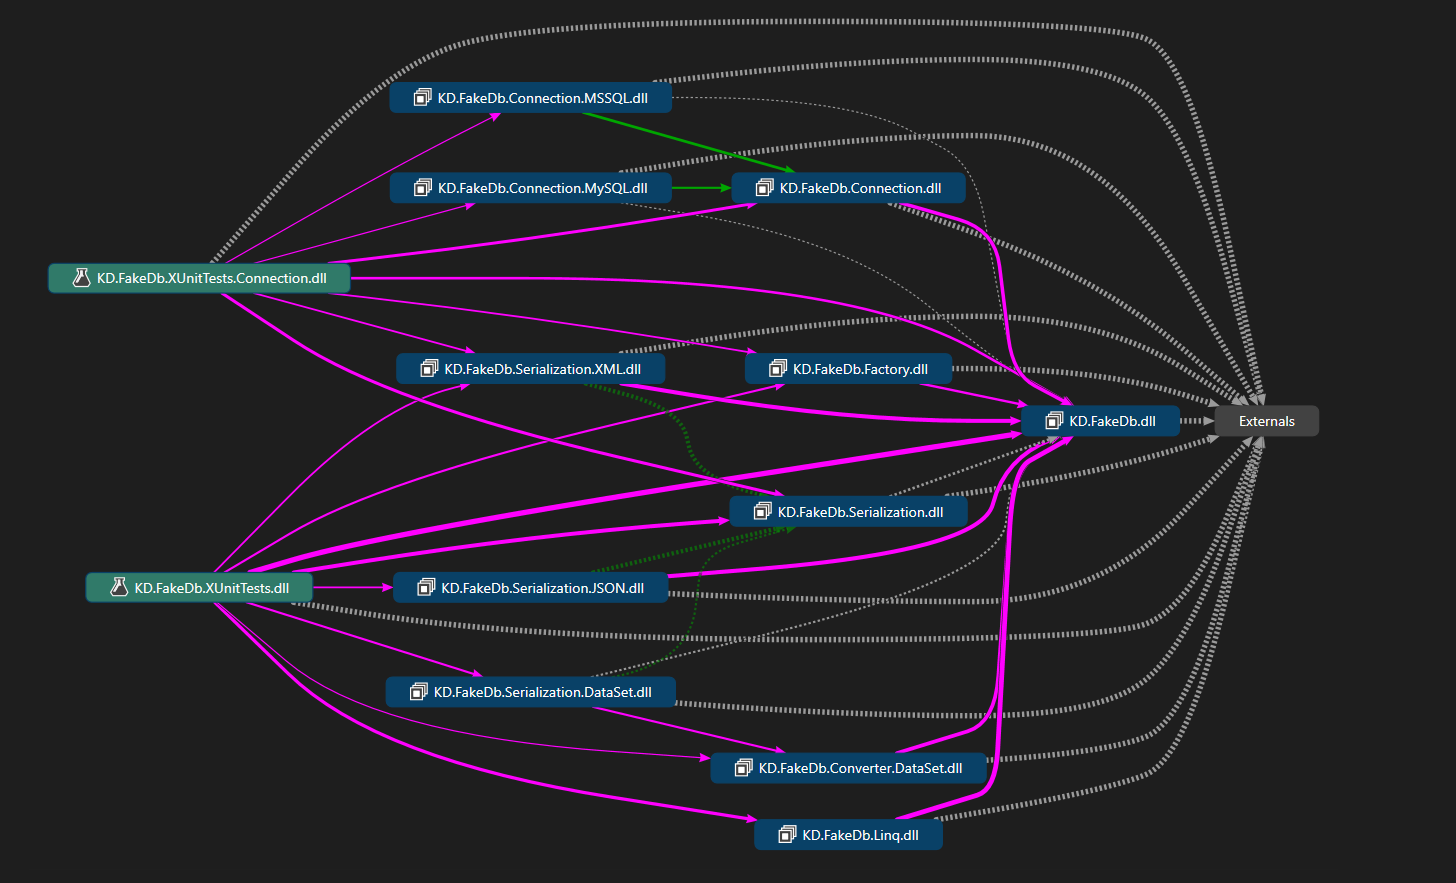 KD.FakeDb.Connection.MSSQL.dll
KD.FakeDb.Connection.MySQL.dll
KD.FakeDb.Connection.dll
KD.FakeDb.XUnitTests.Connection.dll
KD.FakeDb.Serialization.XML.dll
KD.FakeDb.Factory.dll
KD.FakeDb.dll
Externals
KD.FakeDb.Serialization.dll
KD.FakeDb.XUnitTests.dll
KD.FakeDb.Serialization.JSON.dll
KD.FakeDb.Serialization.DataSet.dll
KD.FakeDb.Converter.DataSet.dll
KD.FakeDb.Linq.dll